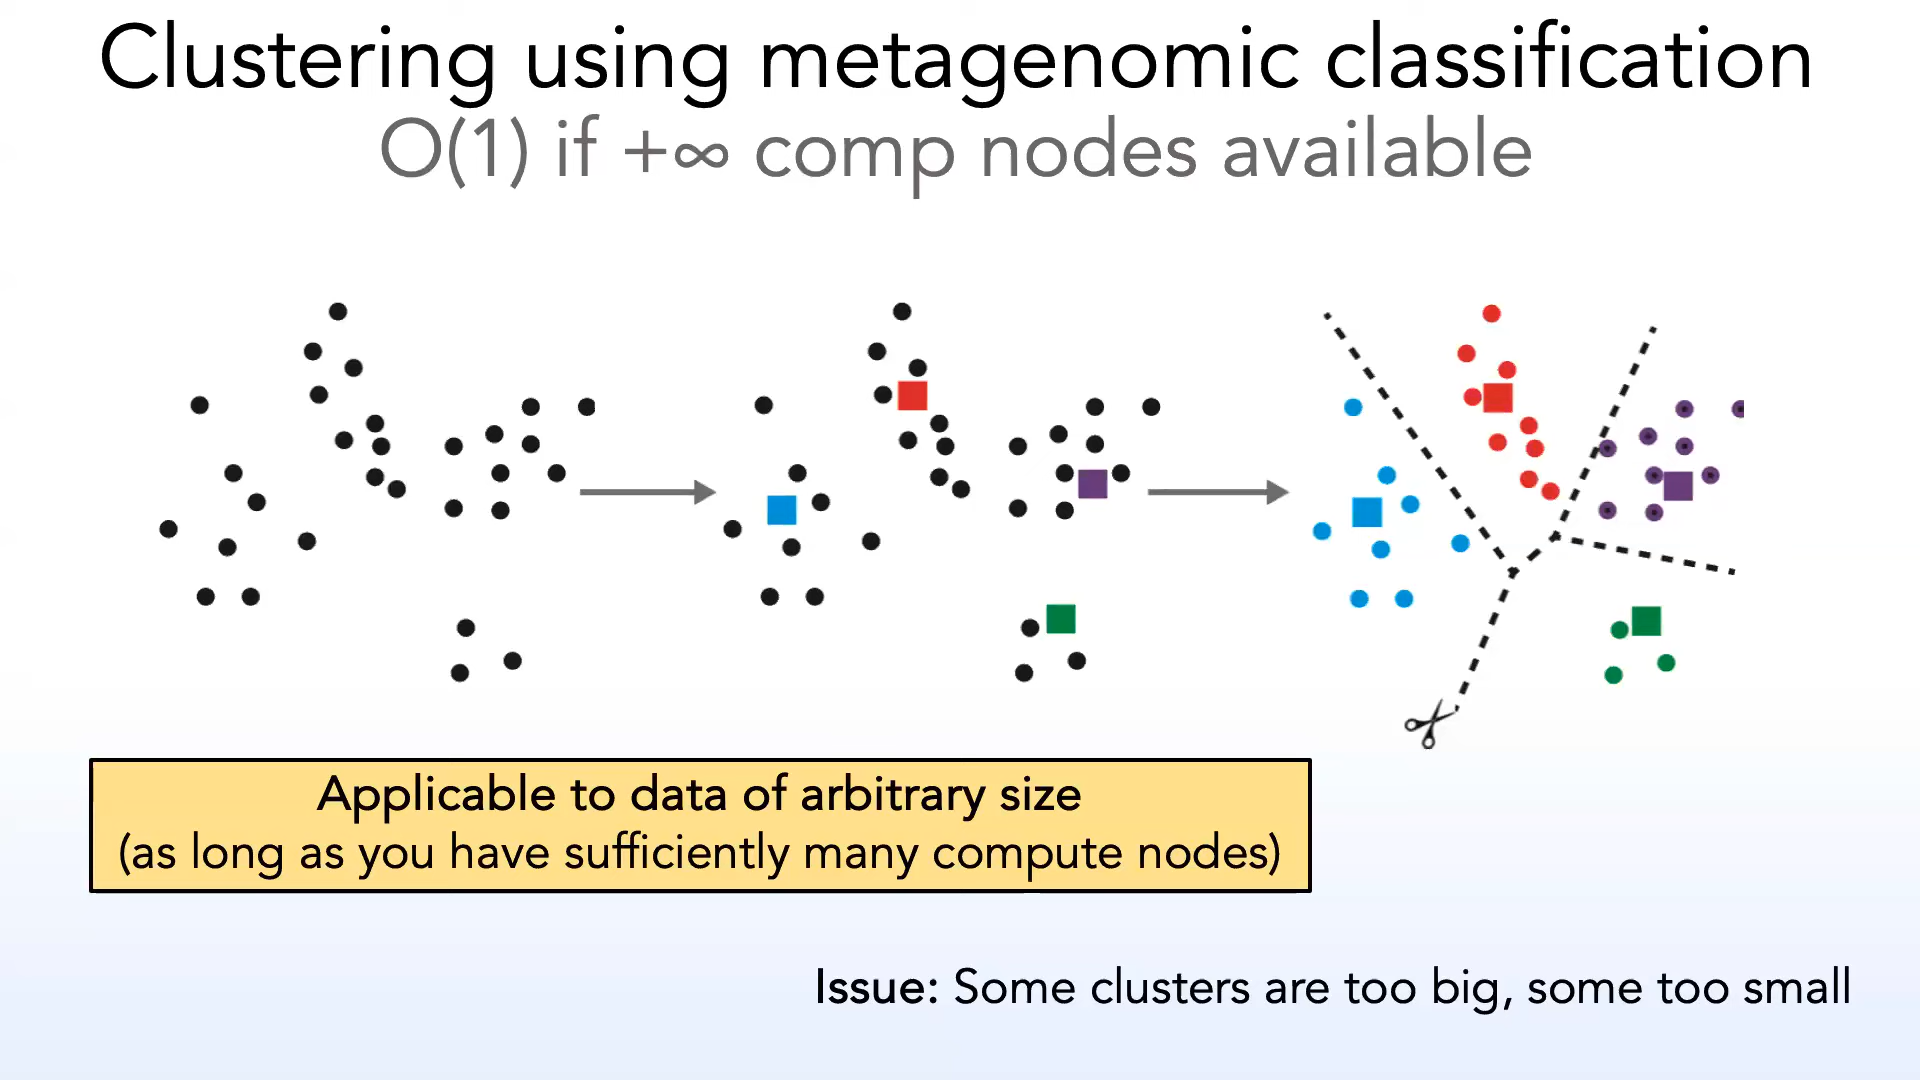 Clustering using metagenomic classification
O(1) if +∞ comp nodes available
Applicable to data of arbitrary size
(as long as you have sufficiently many compute nodes)
Issue: Some clusters are too big, some too small